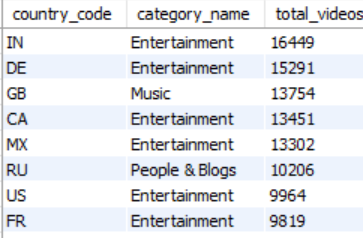 country_code category_name total_videos
IN Entertainment 16449
DE Entertainment 15291
GB Music 13754
CA Entertainment 13451
MX Entertainment 13302
RU People & Blogs 10206
US Entertainment 9964
FR Entertainment 9819